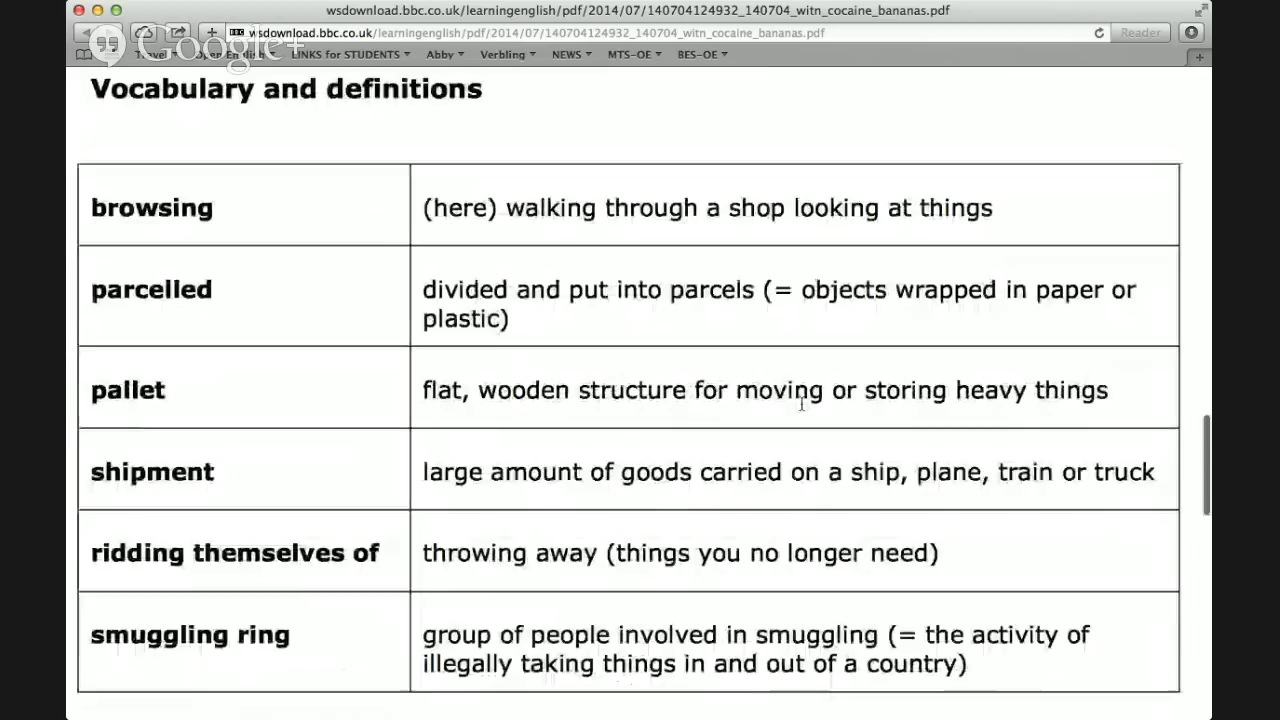 wsdownload.bbc.co.uk/learningenglish/pdf/2014/07/140704124932_140704_witn_cocaine_bananas.pdf
BBC wsdownload.bbc.co.uk/learningenglish/pdf/2014/07/140704124932_140704_witn_cocaine_bananas.pdf
Reader
Google+
Travel Open English LINKS for STUDENTS Abby Verbling NEWS MTS-OE BES-OE
Vocabulary and definitions
browsing
(here) walking through a shop looking at things
parcelled
divided and put into parcels (= objects wrapped in paper or
plastic)
pallet
flat, wooden structure for moving or storing heavy things
shipment
large amount of goods carried on a ship, plane, train or truck
ridding themselves of
throwing away (things you no longer need)
smuggling ring
group of people involved in smuggling (= the activity of
illegally taking things in and out of a country)